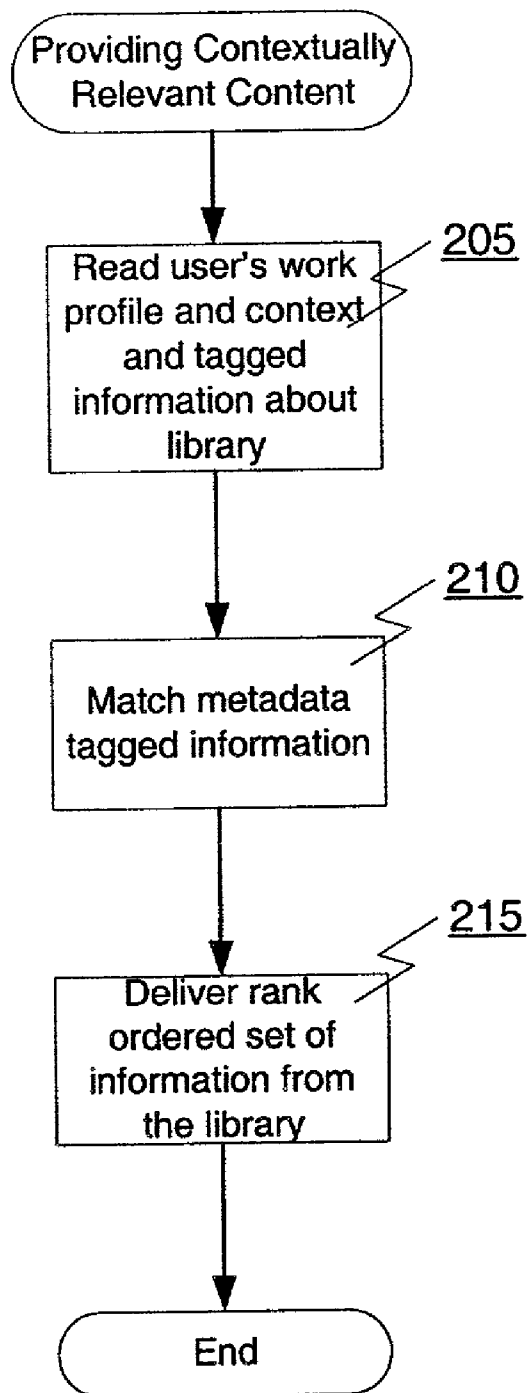 Providing Contextually
Relevant Content
205
Read user's work
profile and context
and tagged
information about
library
210
Match metadata
tagged information
215
Deliver rank
ordered set of
information from
the library
End